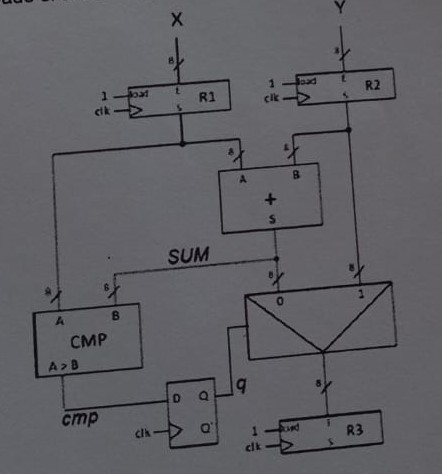 X
Y
8
8
1 load E R1
clk S
1 load E R2
clk S
8
8
A B
+
S
SUM
8
8
8
8
A B
CMP
A > B
0 1
cmp
D Q
q
clk Q'
8
1 load E R3
clk S